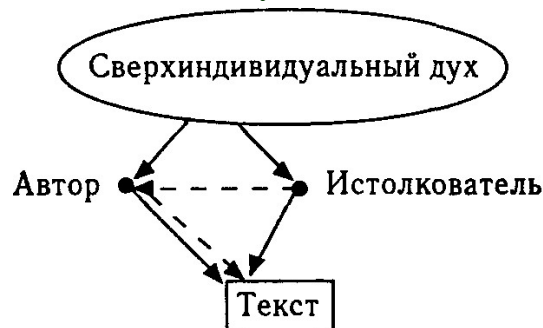 Сверхиндивидуальный дух
Автор
Истолкователь
Текст